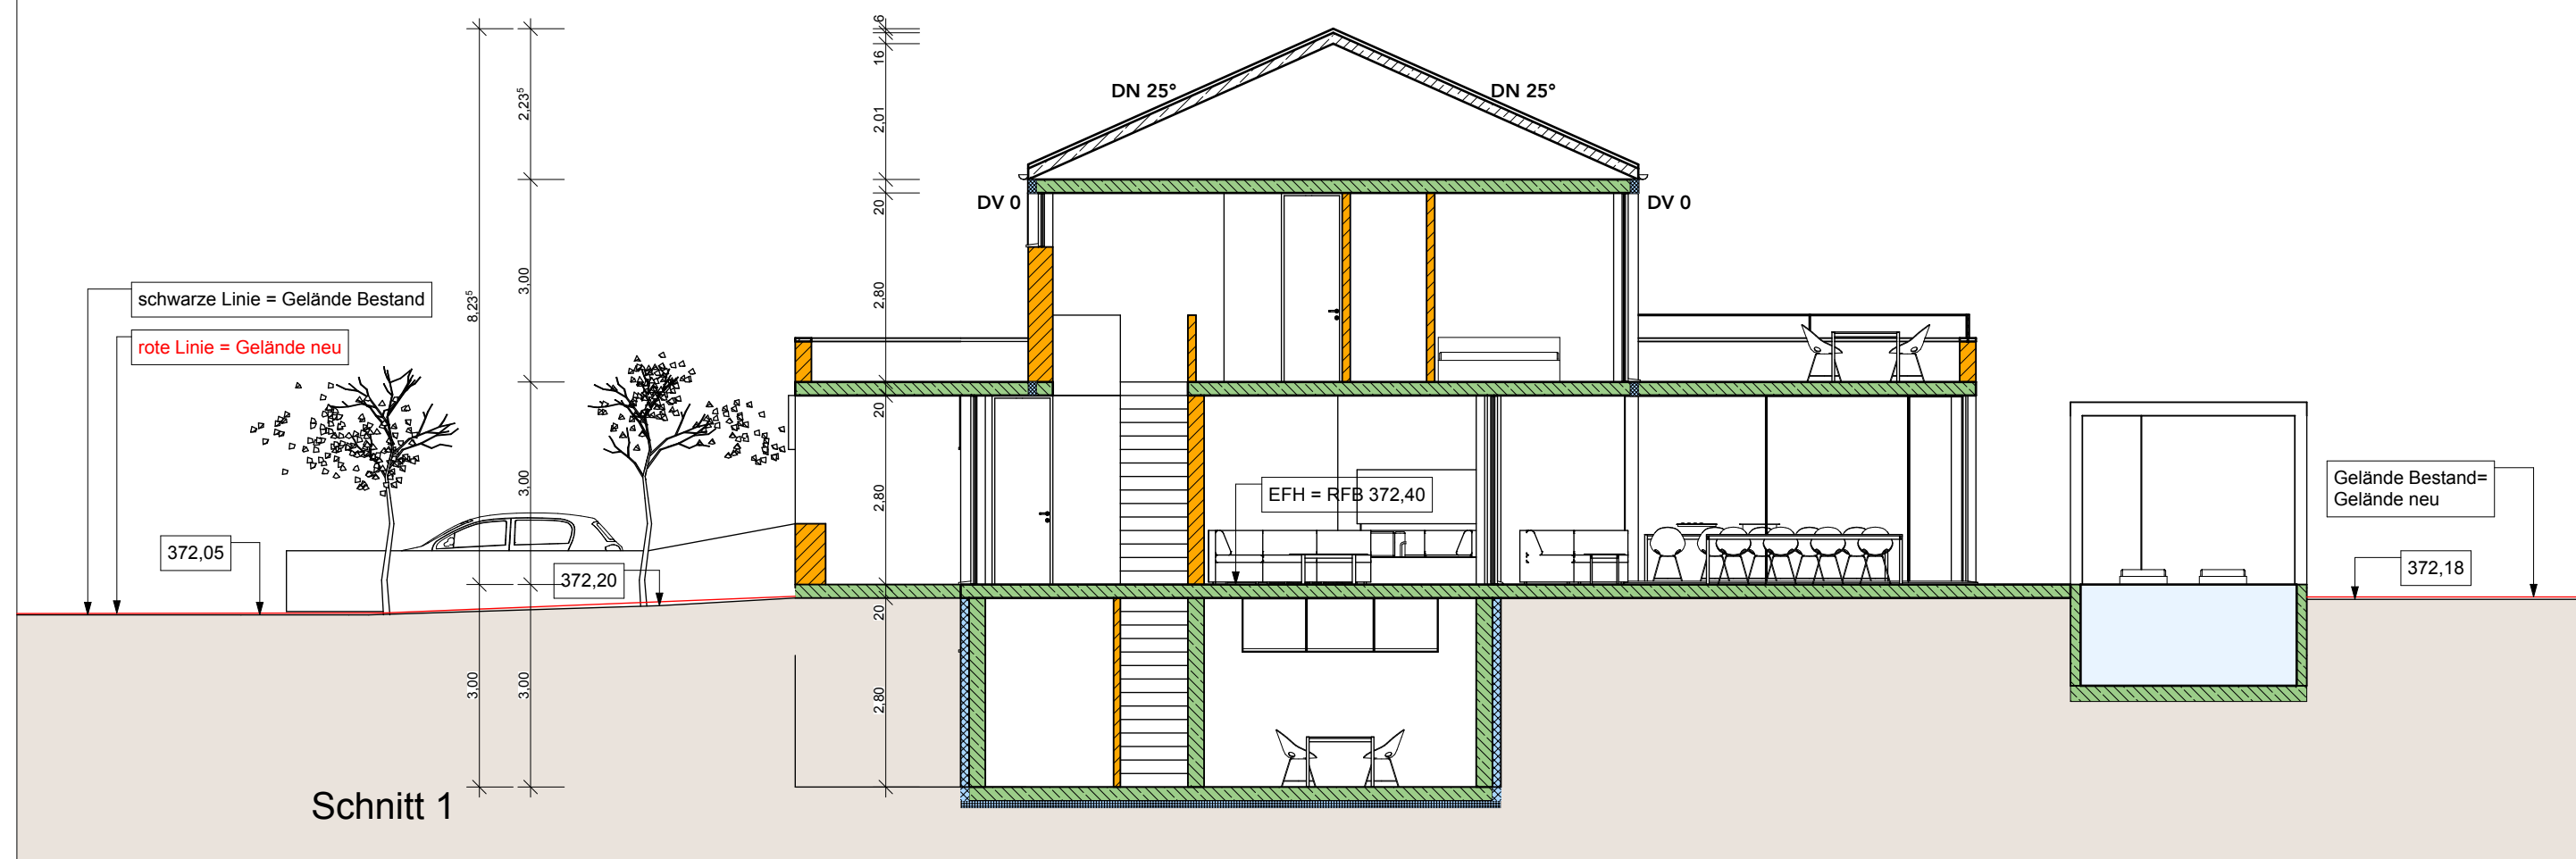 6
16
2,23⁵
DN 25°
DN 25°
2,01
DV 0
20
DV 0
schwarze Linie = Gelände Bestand
8,23⁵
3,00
2,80
rote Linie = Gelände neu
20
3,00
2,80
EFH = RFB 372,40
Gelände Bestand=
Gelände neu
372,05
372,20
372,18
20
3,00
3,00
2,80
Schnitt 1